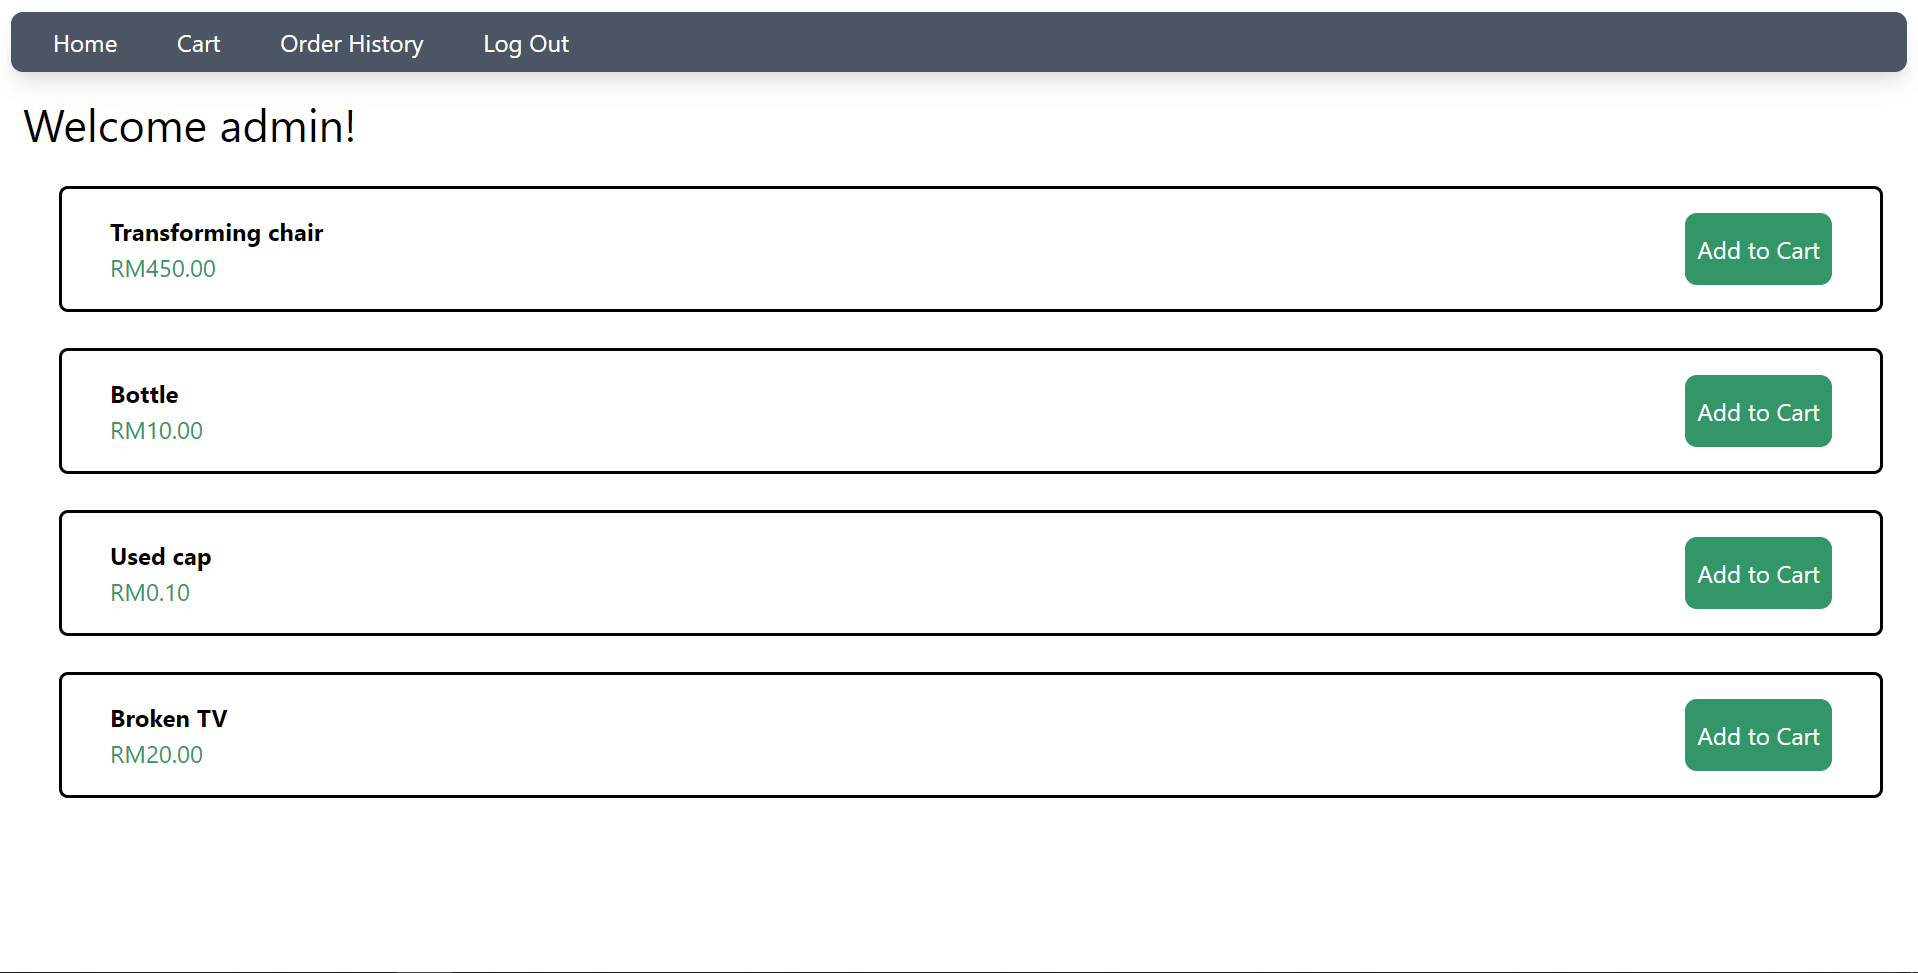 Home Cart Order History Log Out
Welcome admin!
Transforming chair
RM450.00
Add to Cart
Bottle
RM10.00
Add to Cart
Used cap
RM0.10
Add to Cart
Broken TV
RM20.00
Add to Cart